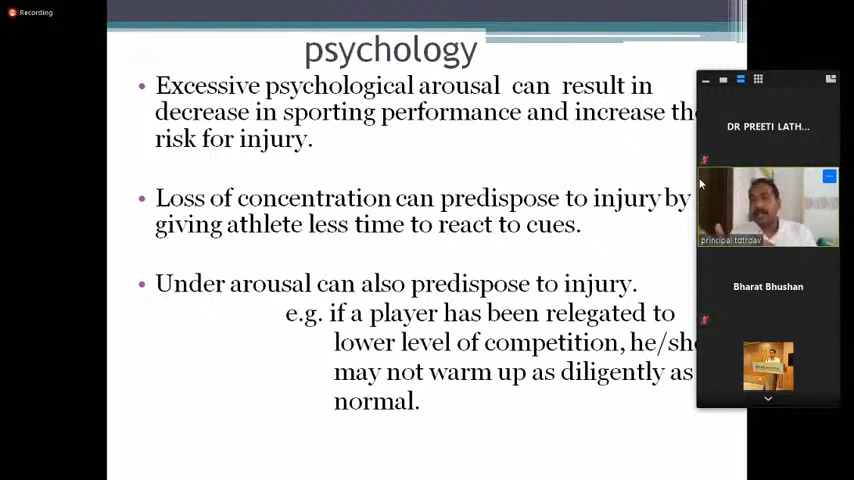 Recording
psychology
• Excessive psychological arousal can result in
decrease in sporting performance and increase the
risk for injury.
• Loss of concentration can predispose to injury by
giving athlete less time to react to cues.
• Under arousal can also predispose to injury.
e.g. if a player has been relegated to
lower level of competition, he/she
may not warm up as diligently as
normal.
DR PREETI LATH...
principal tdtrdav
Bharat Bhushan